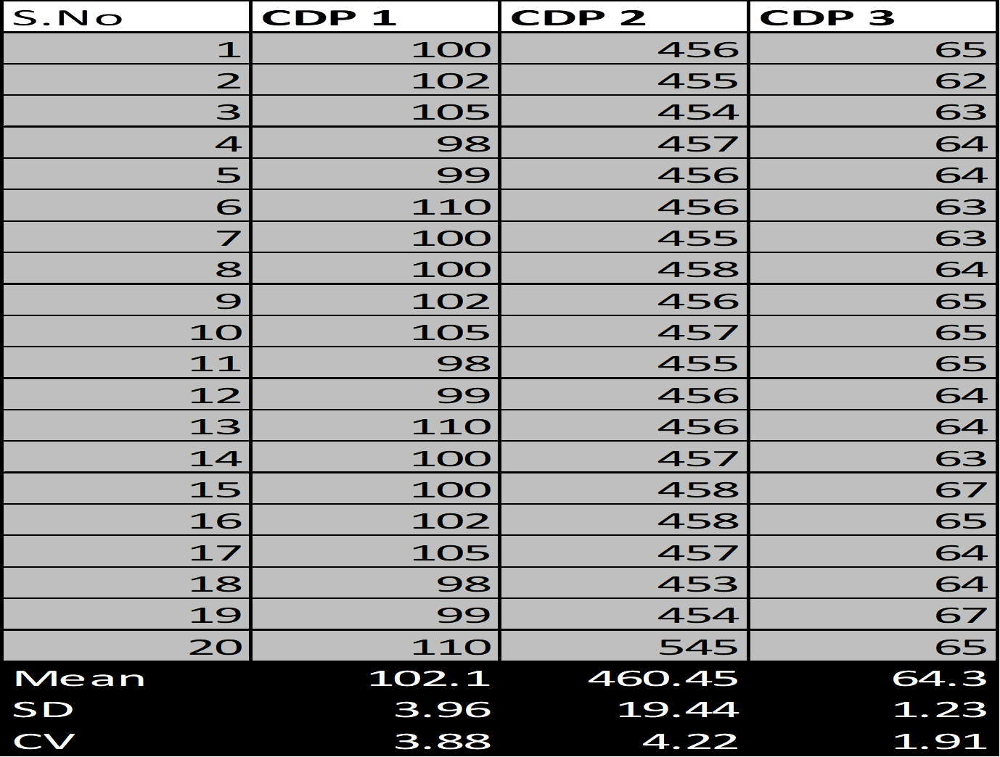 S.No CDP 1 CDP 2 CDP 3
1 100 456 65
2 102 455 62
3 105 454 63
4 98 457 64
5 99 456 64
6 110 456 63
7 100 455 63
8 100 458 64
9 102 456 65
10 105 457 65
11 98 455 65
12 99 456 64
13 110 456 64
14 100 457 63
15 100 458 67
16 102 458 65
17 105 457 64
18 98 453 64
19 99 454 67
20 110 545 65
Mean 102.1 460.45 64.3
SD 3.96 19.44 1.23
CV 3.88 4.22 1.91